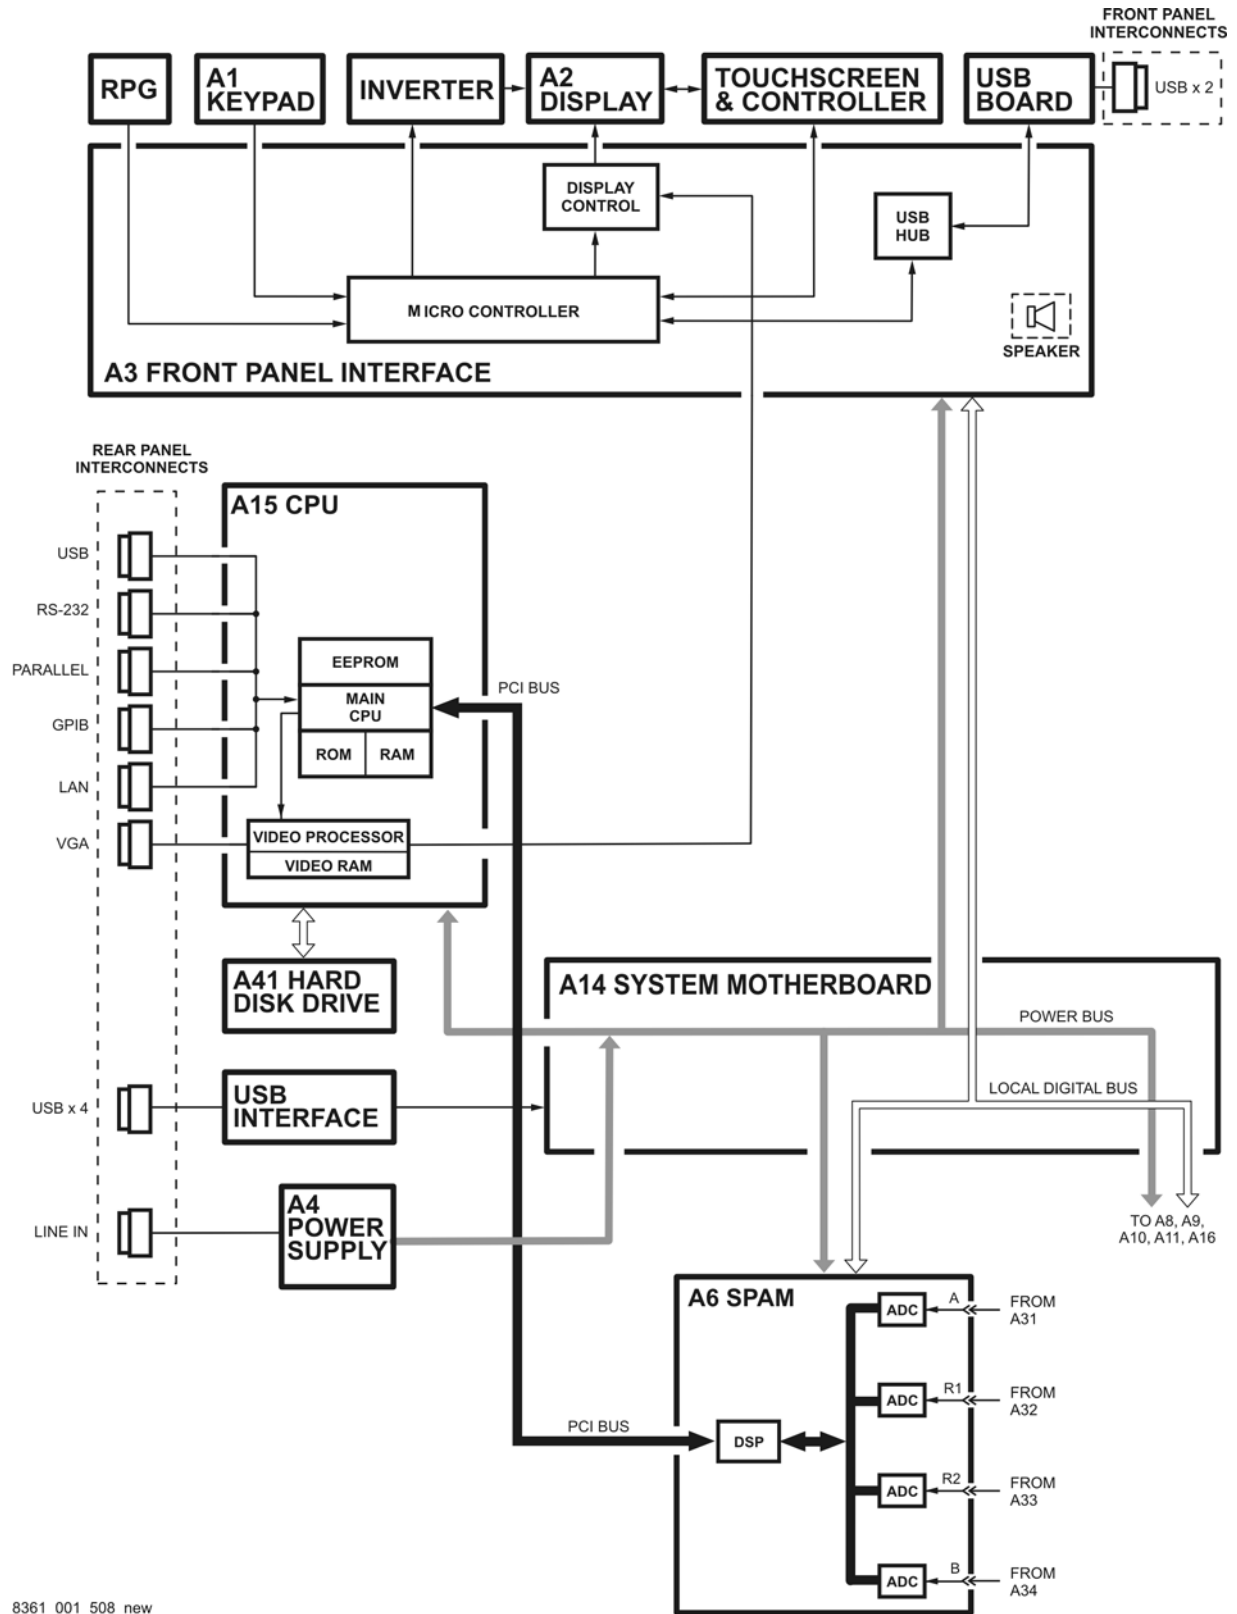 FRONT PANEL
INTERCONNECTS
RPG
A1
KEYPAD
INVERTER
A2
DISPLAY
TOUCHSCREEN
& CONTROLLER
USB
BOARD
USB x 2
DISPLAY
CONTROL
USB
HUB
MICRO CONTROLLER
SPEAKER
A3 FRONT PANEL INTERFACE
REAR PANEL
INTERCONNECTS
A15 CPU
USB
RS-232
PARALLEL
GPIB
LAN
VGA
EEPROM
MAIN
CPU
ROM
RAM
PCI BUS
VIDEO PROCESSOR
VIDEO RAM
A41 HARD
DISK DRIVE
A14 SYSTEM MOTHERBOARD
POWER BUS
LOCAL DIGITAL BUS
USB x 4
USB
INTERFACE
LINE IN
A4
POWER
SUPPLY
TO A8, A9,
A10, A11, A16
A6 SPAM
ADC
A
FROM
A31
ADC
R1
FROM
A32
PCI BUS
DSP
ADC
R2
FROM
A33
ADC
B
FROM
A34
8361 001 508 new